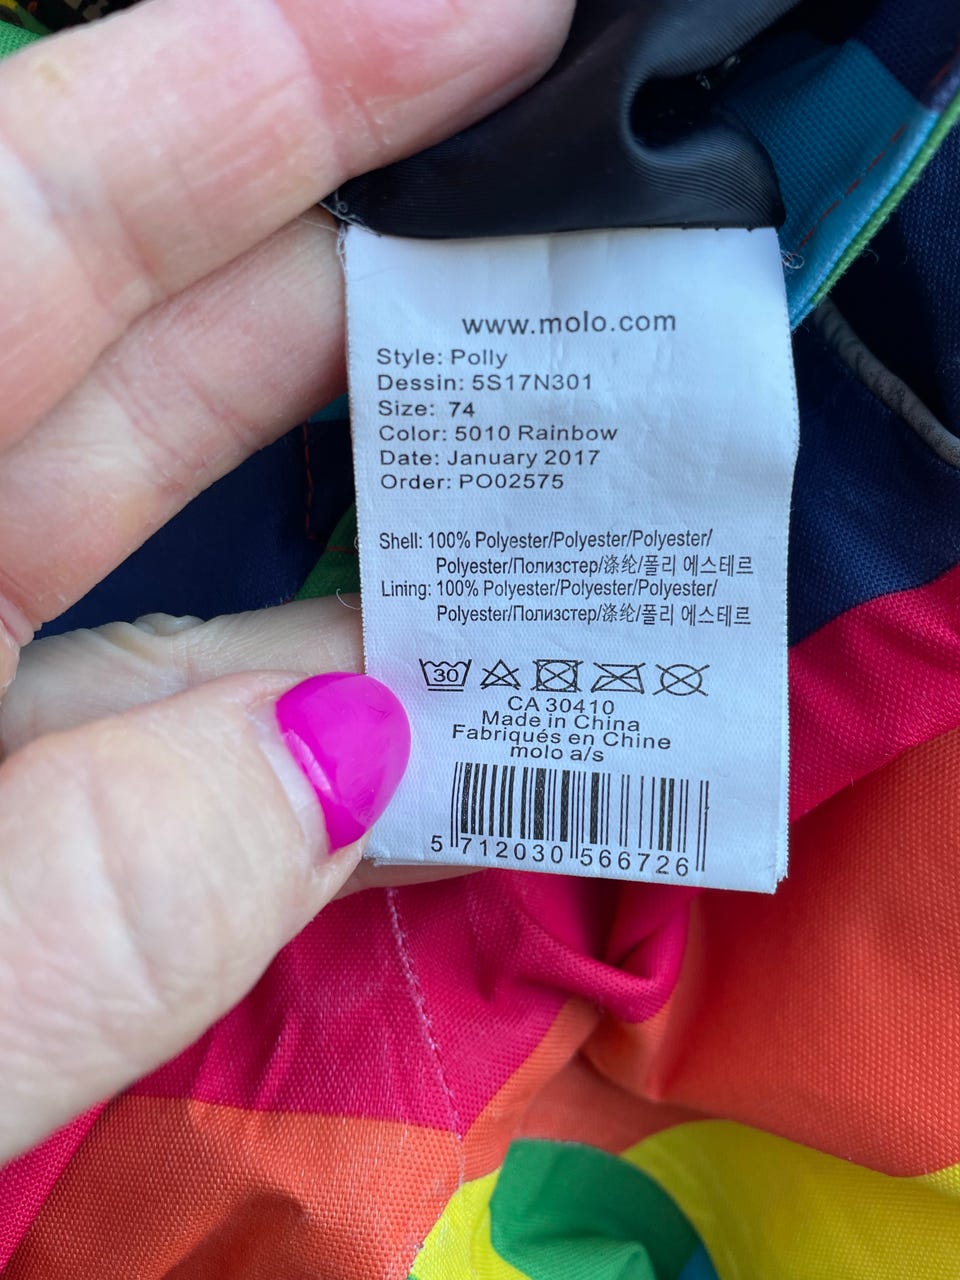 www.molo.com
Style: Polly
Dessin: 5S17N301
Size: 74
Color: 5010 Rainbow
Date: January 2017
Order: PO02575
Shell: 100% Polyester/Polyester/Polyester/
Polyester/Полиэстер/涤纶/폴리 에스테르
Lining: 100% Polyester/Polyester/Polyester/
Polyester/Полиэстер/涤纶/폴리 에스테르
30
CA 30410
Made in China
Fabriqués en Chine
molo a/s
5 712030 566726